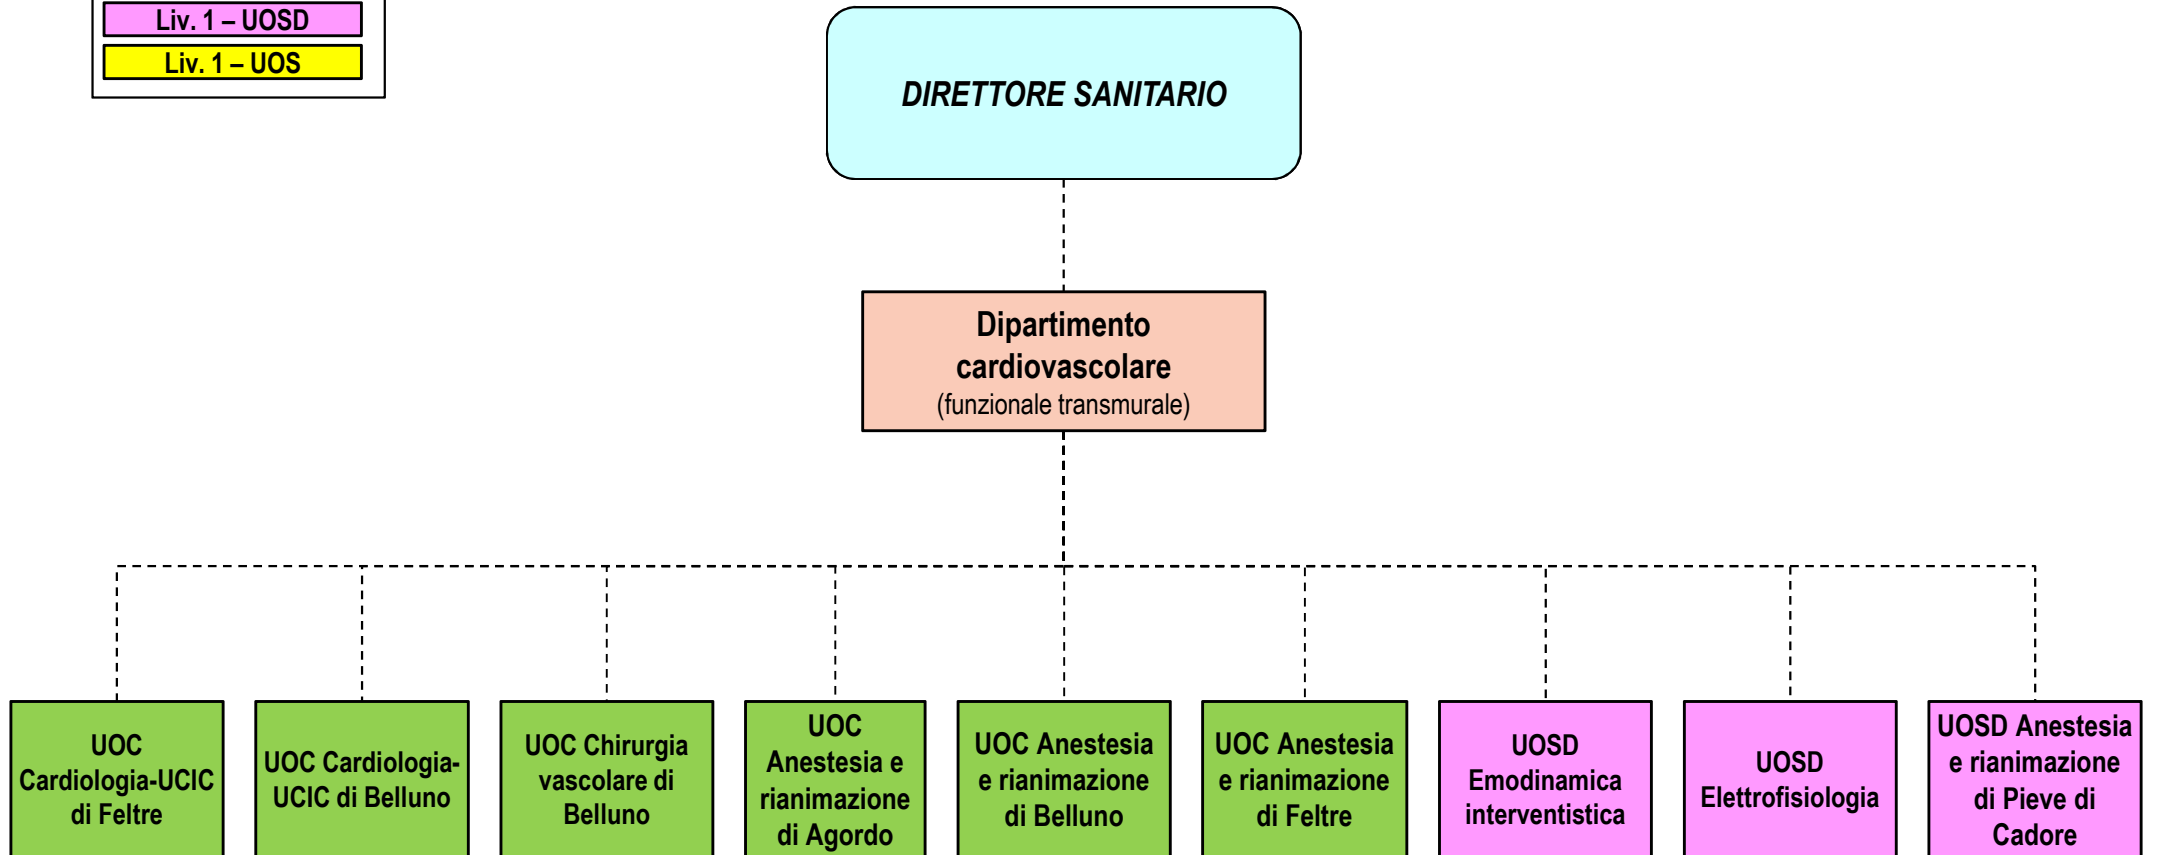 Liv. 1 – UOSD
Liv. 1 – UOS
DIRETTORE SANITARIO
Dipartimento
cardiovascolare
(funzionale transmurale)
UOC
Cardiologia-UCIC
di Feltre
UOC Cardiologia-
UCIC di Belluno
UOC Chirurgia
vascolare di
Belluno
UOC
Anestesia e
rianimazione
di Agordo
UOC Anestesia
e rianimazione
di Belluno
UOC Anestesia
e rianimazione
di Feltre
UOSD
Emodinamica
interventistica
UOSD
Elettrofisiologia
UOSD Anestesia
e rianimazione
di Pieve di
Cadore